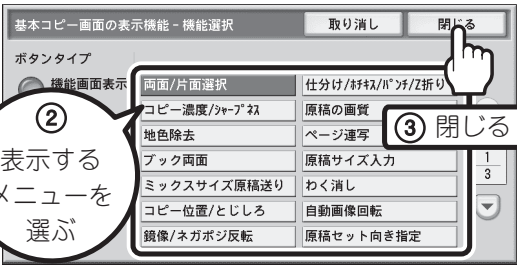 基本コピー画面の表示機能 - 機能選択
取り消し
閉じる
ボタンタイプ
機能画面表示
両面/片面選択
仕分け/ﾎﾁｷｽ/ﾊﾟﾝﾁ/Z折り
コピー濃度/ｼｬｰﾌﾟﾈｽ
原稿の画質
地色除去
ページ連写
ブック両面
原稿サイズ入力
ミックスサイズ原稿送り
わく消し
コピー位置/とじしろ
自動画像回転
鏡像/ネガポジ反転
原稿セット向き指定
1
3
②
表示する
メニューを
選ぶ
③ 閉じる